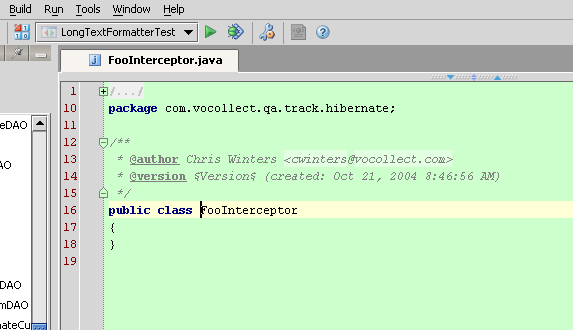 Build Run Tools Window Help
LongTextFormatterTest
FooInterceptor.java
1 /.../
10 package com.vocollect.qa.track.hibernate;
11
12 /**
13 * @author Chris Winters <cwinters@vocollect.com>
14 * @version $Version$ (created: Oct 21, 2004 8:46:56 AM)
15 */
16 public class FooInterceptor
17 {
18 }
19
eDAO
AO
DAO
mDAO
nateCu